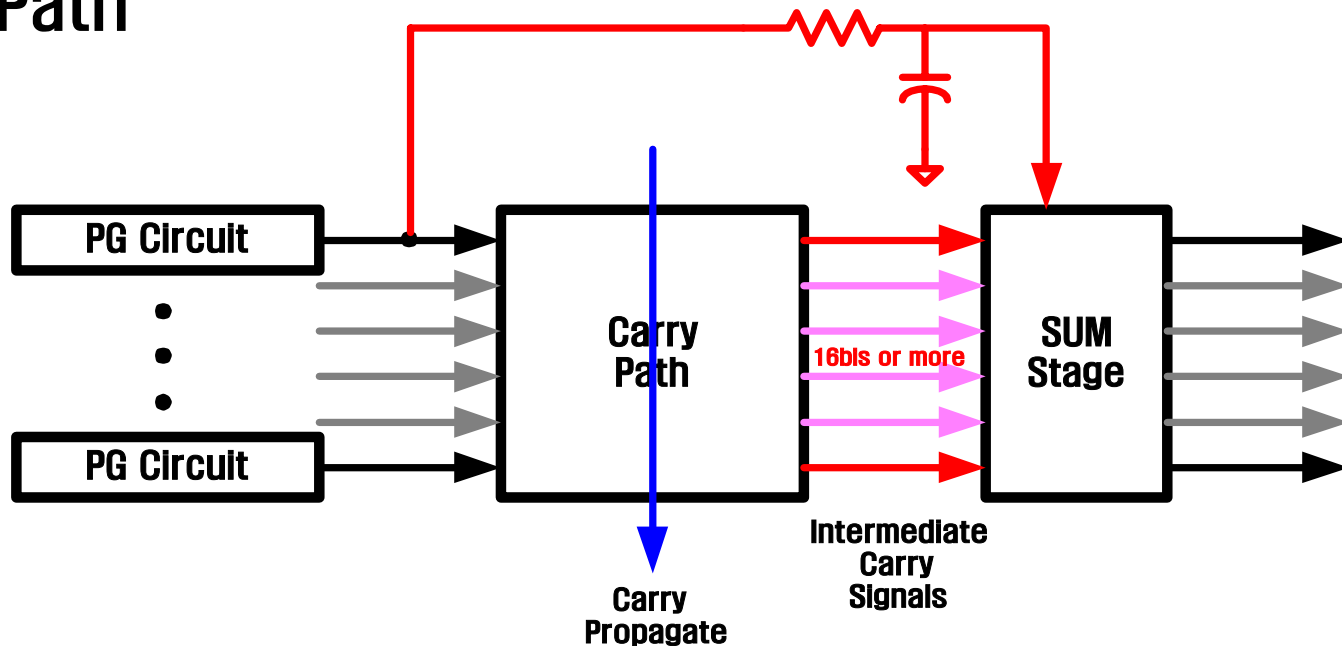 Path
PG Circuit
Carry
Path
16bis or more
SUM
Stage
PG Circuit
Intermediate
Carry
Signals
Carry
Propagate